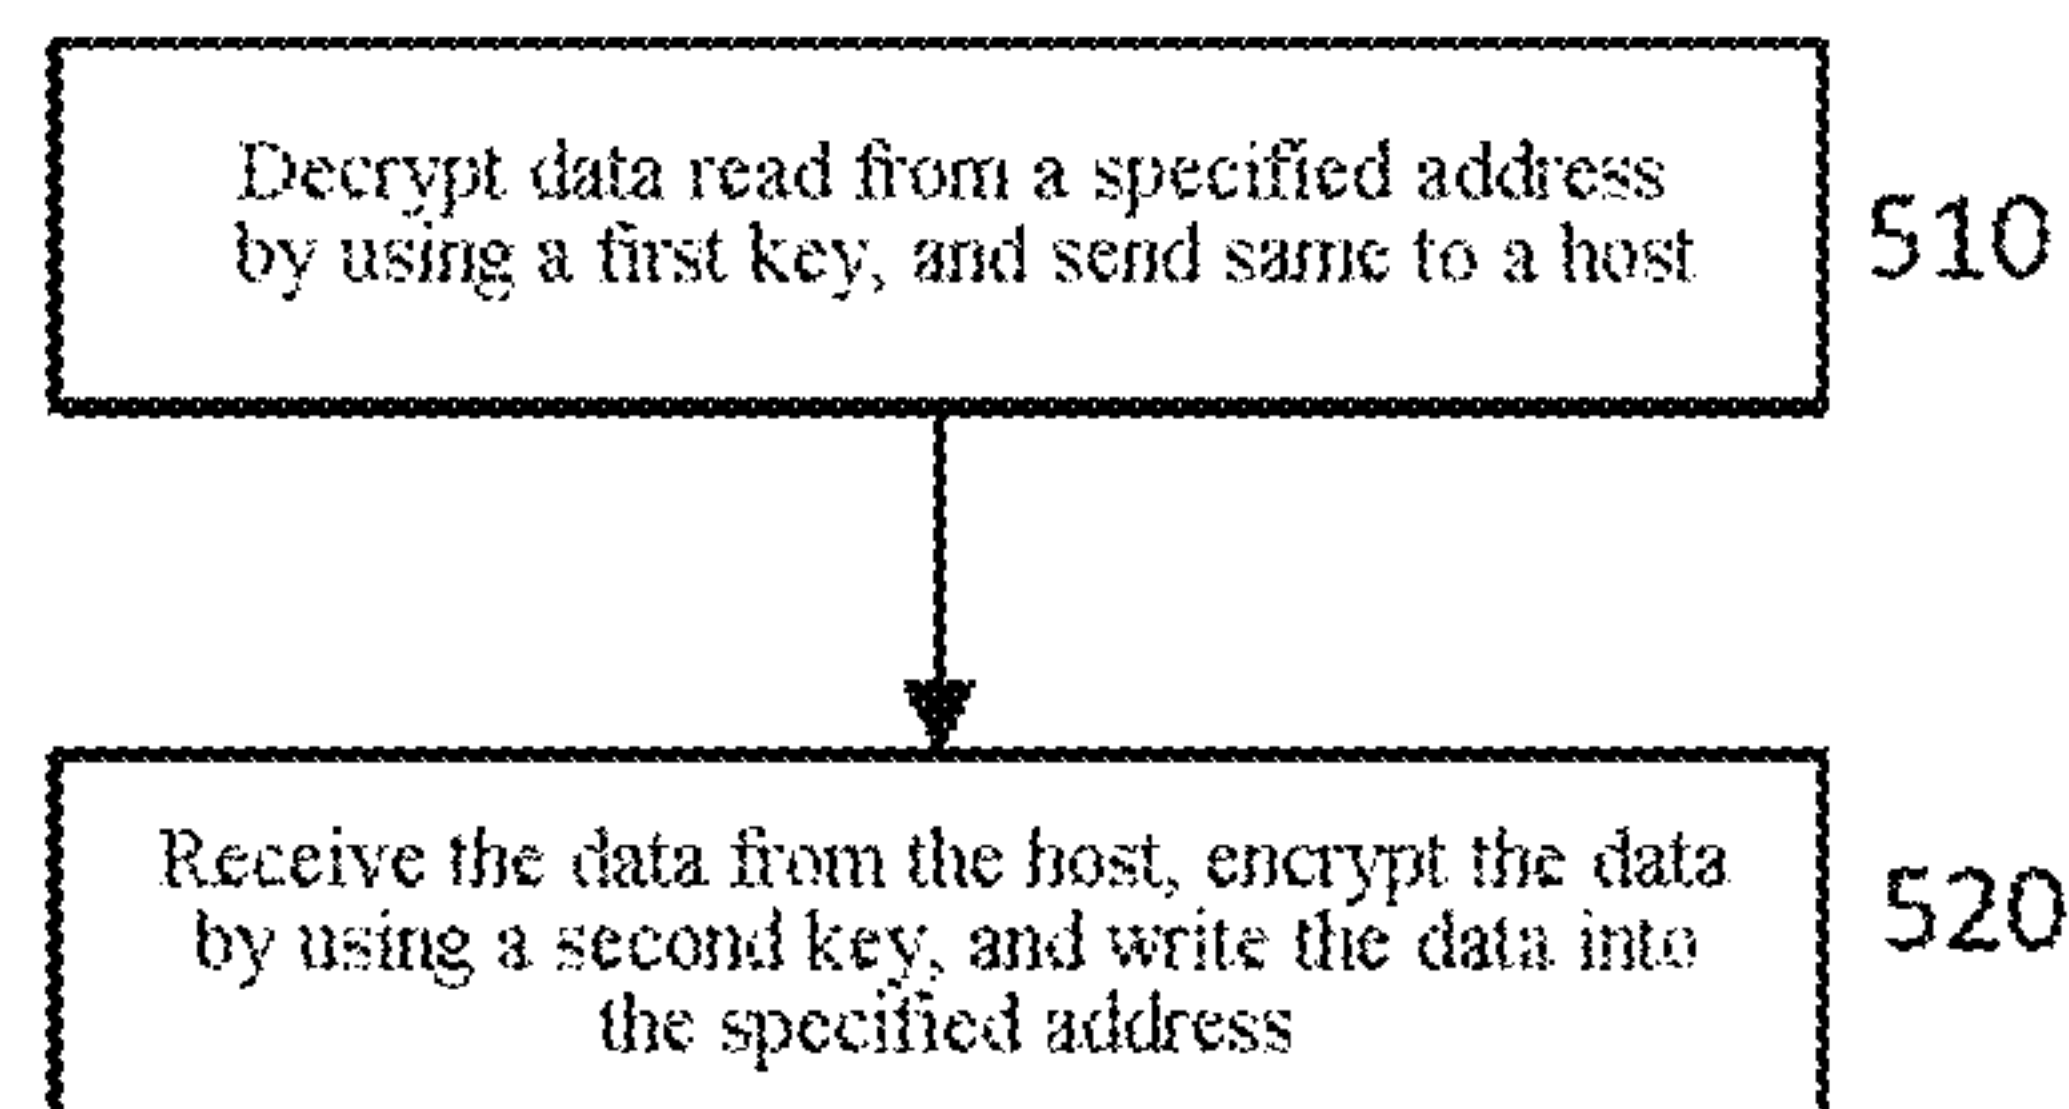 Decrypt data read from a specified address
by using a first key, and send same to a host
510
Receive the data from the host, encrypt the data
by using a second key, and write the data into
the specified address
520